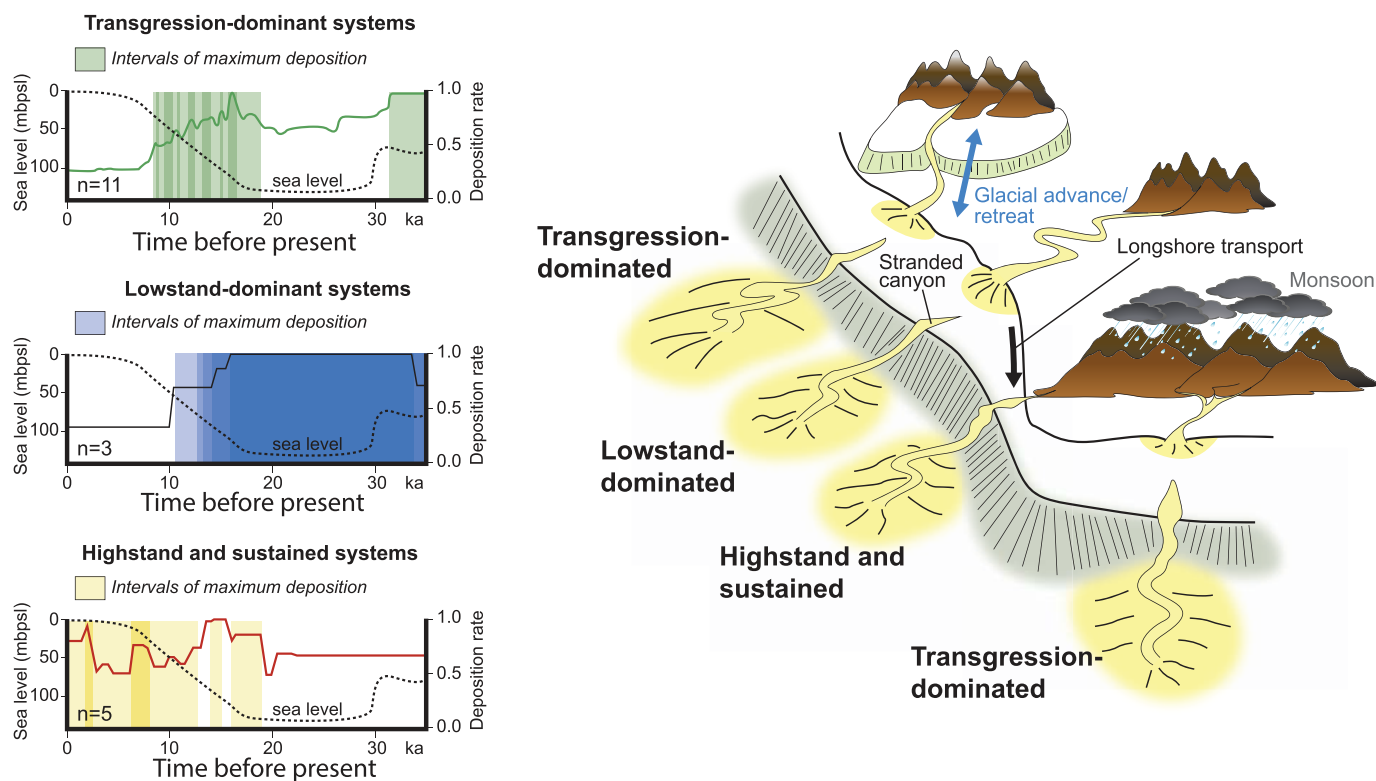 Transgression-dominant systems
Intervals of maximum deposition
Sea level (mbpsl)
0
50
100
1.0
0.5
0.0
Deposition rate
sea level
n=11
0
10
20
30
ka
Time before present
Lowstand-dominant systems
Intervals of maximum deposition
Sea level (mbpsl)
0
50
100
1.0
0.5
0.0
Deposition rate
sea level
n=3
0
10
20
30
ka
Time before present
Highstand and sustained systems
Intervals of maximum deposition
Sea level (mbpsl)
0
50
100
1.0
0.5
0.0
Deposition rate
sea level
n=5
0
10
20
30
ka
Time before present
Glacial advance/
retreat
Transgression-
dominated
Stranded
canyon
Longshore transport
Monsoon
Lowstand-
dominated
Highstand and
sustained
Transgression-
dominated